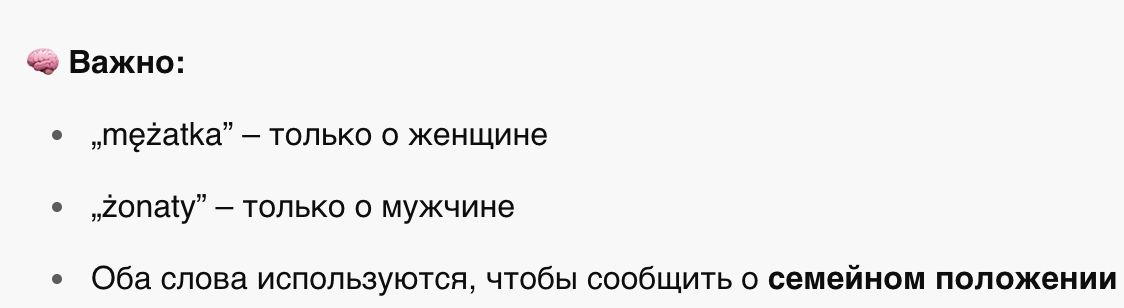 🧠 Важно:
• „mężatka” – только о женщине
• „żonaty” – только о мужчине
• Оба слова используются, чтобы сообщить о семейном положении